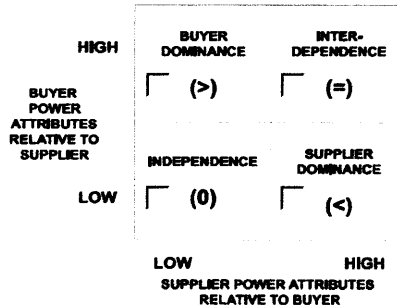 HIGH
BUYER
DOMINANCE
INTER-
DEPENDENCE
(>)
(=)
BUYER
POWER
ATTRIBUTES
RELATIVE TO
SUPPLIER
INDEPENDENCE
SUPPLIER
DOMINANCE
LOW
(0)
(<)
LOW
HIGH
SUPPLIER POWER ATTRIBUTES
RELATIVE TO BUYER